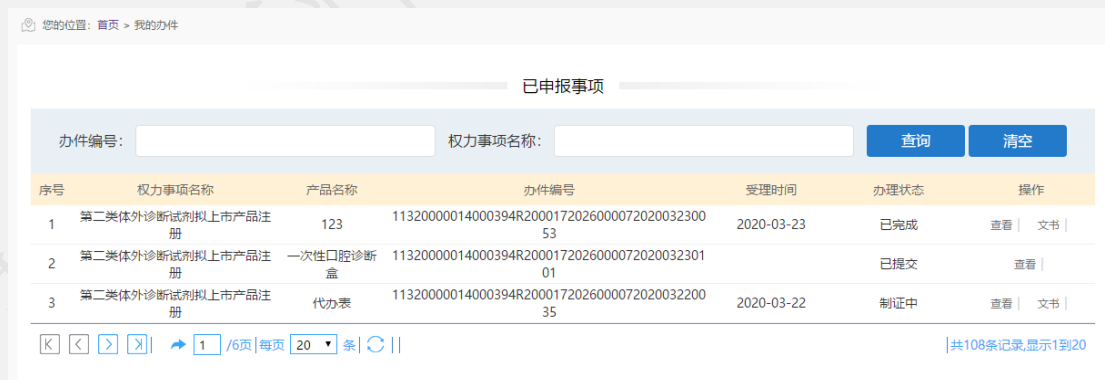 您的位置: 首页 > 我的办件
已申报事项
办件编号: 权力事项名称: 查询 清空
序号 权力事项名称 产品名称 办件编号 受理时间 办理状态 操作
1 第二类体外诊断试剂拟上市产品注册 123 11320000014000394R2000172026000072020032300 53 2020-03-23 已完成 查看| 文书|
2 第二类体外诊断试剂拟上市产品注册 一次性口腔诊断盒 11320000014000394R2000172026000072020032301 01 已提交 查看|
3 第二类体外诊断试剂拟上市产品注册 代办表 11320000014000394R2000172026000072020032200 35 2020-03-22 制证中 查看| 文书|
1 /6页|每页 20 条| || |共108条记录,显示1到20